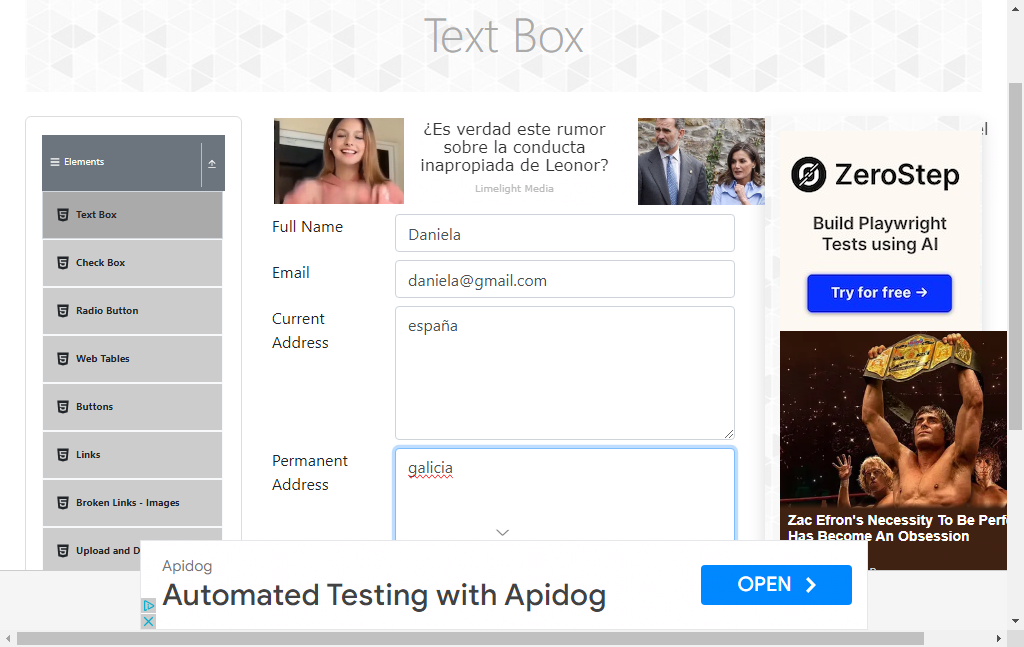 Text Box
Elements
Text Box
Check Box
Radio Button
Web Tables
Buttons
Links
Broken Links - Images
Upload and D
¿Es verdad este rumor
sobre la conducta
inapropiada de Leonor?
Limelight Media
Full Name
Daniela
Email
daniela@gmail.com
Current
Address
españa
Permanent
Address
galicia
el
ZeroStep
Build Playwright
Tests using AI
Try for free →
Zac Efron's Necessity To Be Perf
Has Become An Obsession
Apidog
Automated Testing with Apidog
OPEN